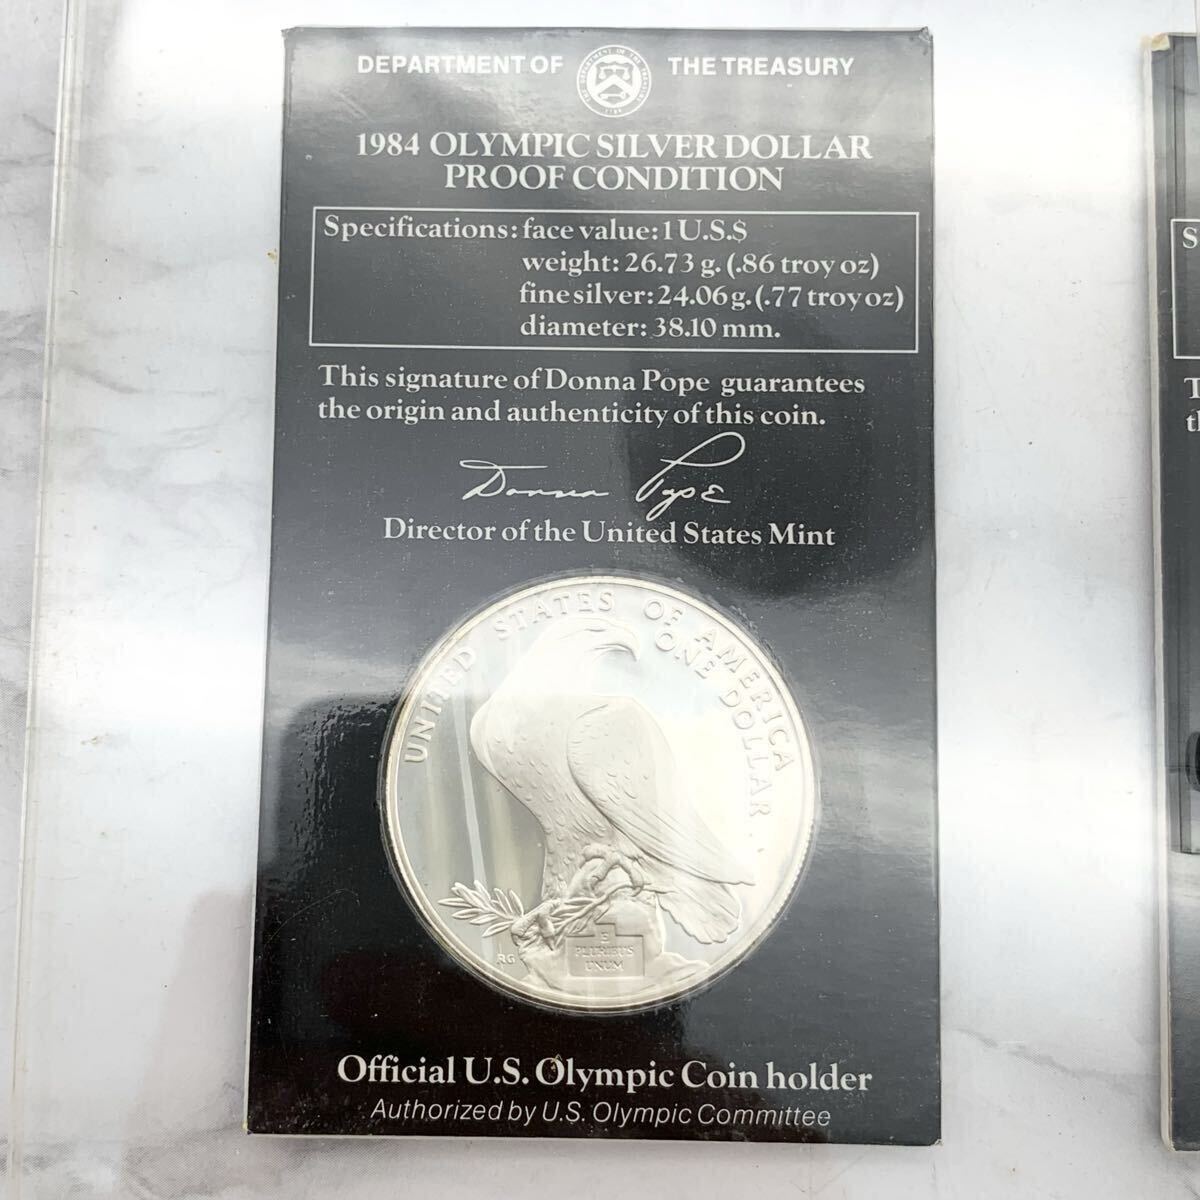 DEPARTMENT OF THE TREASURY
1984 OLYMPIC SILVER DOLLAR
PROOF CONDITION
Specifications: face value: 1 U.S.$
weight: 26.73 g. (.86 troy oz)
fine silver: 24.06 g. (.77 troy oz)
diameter: 38.10 mm.
This signature of Donna Pope guarantees
the origin and authenticity of this coin.
Donna Pope
Director of the United States Mint
UNITED STATES OF AMERICA
ONE DOLLAR
RG
E
PLURIBUS
UNUM
Official U.S. Olympic Coin holder
Authorized by U.S. Olympic Committee
S
T
th